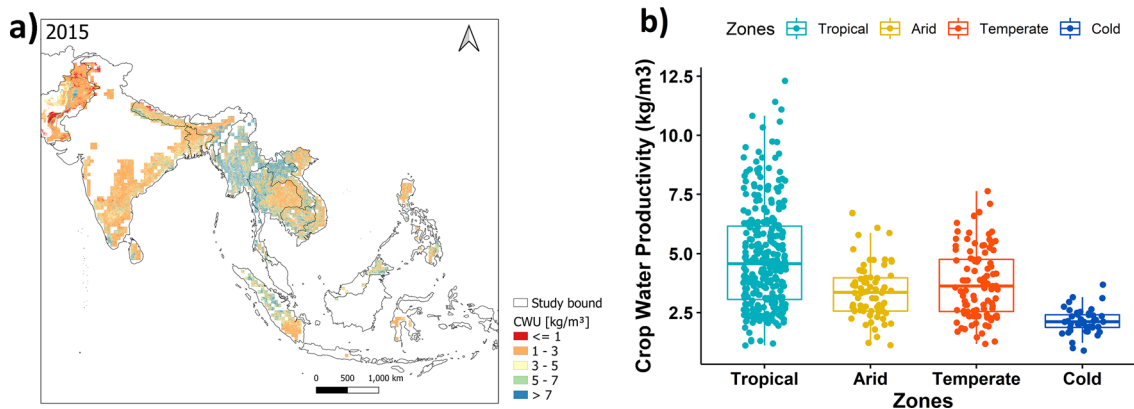 a)
2015
Study bound
CWU [kg/m³]
<= 1
1 - 3
3 - 5
5 - 7
> 7
0 500 1,000 km
b)
Zones Tropical Arid Temperate Cold
Crop Water Productivity (kg/m3)
12.5
10.0
7.5
5.0
2.5
Tropical Arid Temperate Cold
Zones